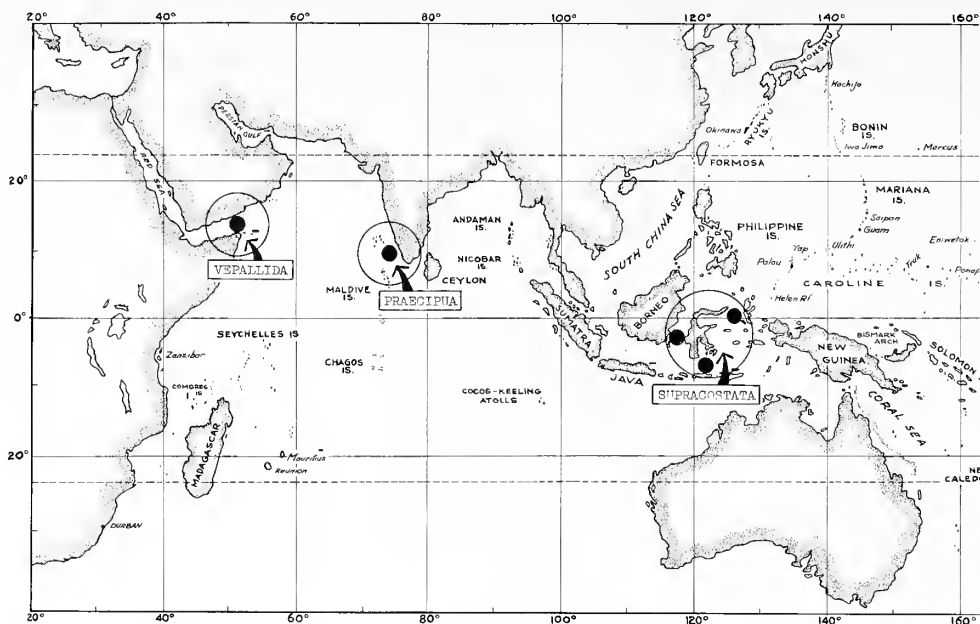 20° 40° 60° 80° 100° 120° 140° 160°
HONSHU
Hachijo
PERSIAN GULF
RED SEA
Okinawa
RYUKYU IS.
BONIN IS.
Iwo Jima
Marcus
FORMOSA
20°
20°
MARIANA IS.
Saipan
Guam
SOUTH CHINA SEA
PHILIPPINE IS.
ANDAMAN IS.
NICOBAR IS.
CEYLON
MALDIVE IS.
VEPALLIDA
PRAECIPUA
Yap
Ulithi
Eniwetok
Palau
Truk
Ponape
CAROLINE IS.
Helen Rf
0°
0°
BORNEO
SUMATRA
SEYCHELLES IS
Zanzibar
CHAGOS IS.
NEW GUINEA
BISMARK ARCH
SOLOMON
JAVA
SUPRACOSTATA
COMORES IS
COCOS-KEELING ATOLLS
CORAL SEA
MADAGASCAR
Mauritius
Reunion
20°
20°
NEW CALEDO
DURBAN
20° 40° 60° 80° 100° 120° 140° 160°